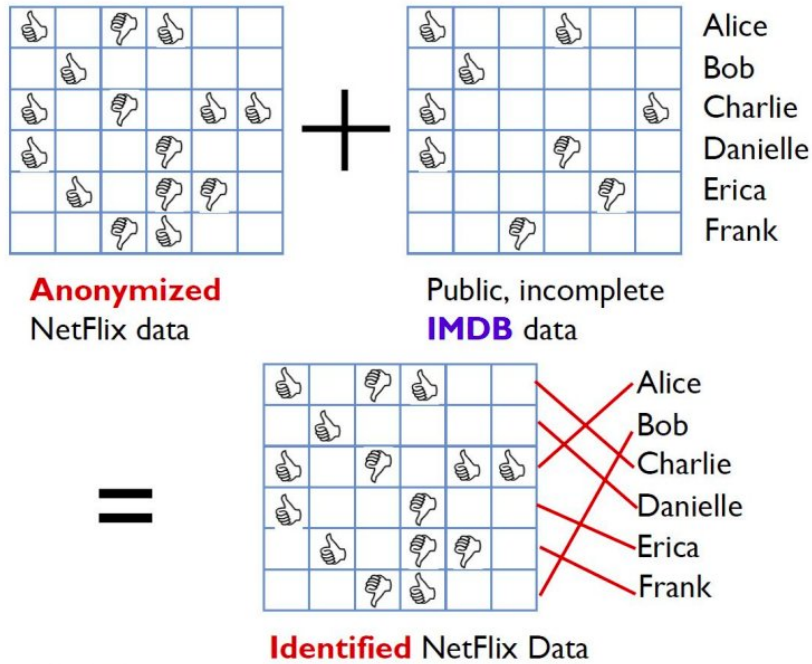 Alice
Bob
Charlie
Danielle
Erica
Frank
Anonymized
NetFlix data
Public, incomplete
IMDB data
Alice
Bob
Charlie
Danielle
Erica
Frank
Identified NetFlix Data